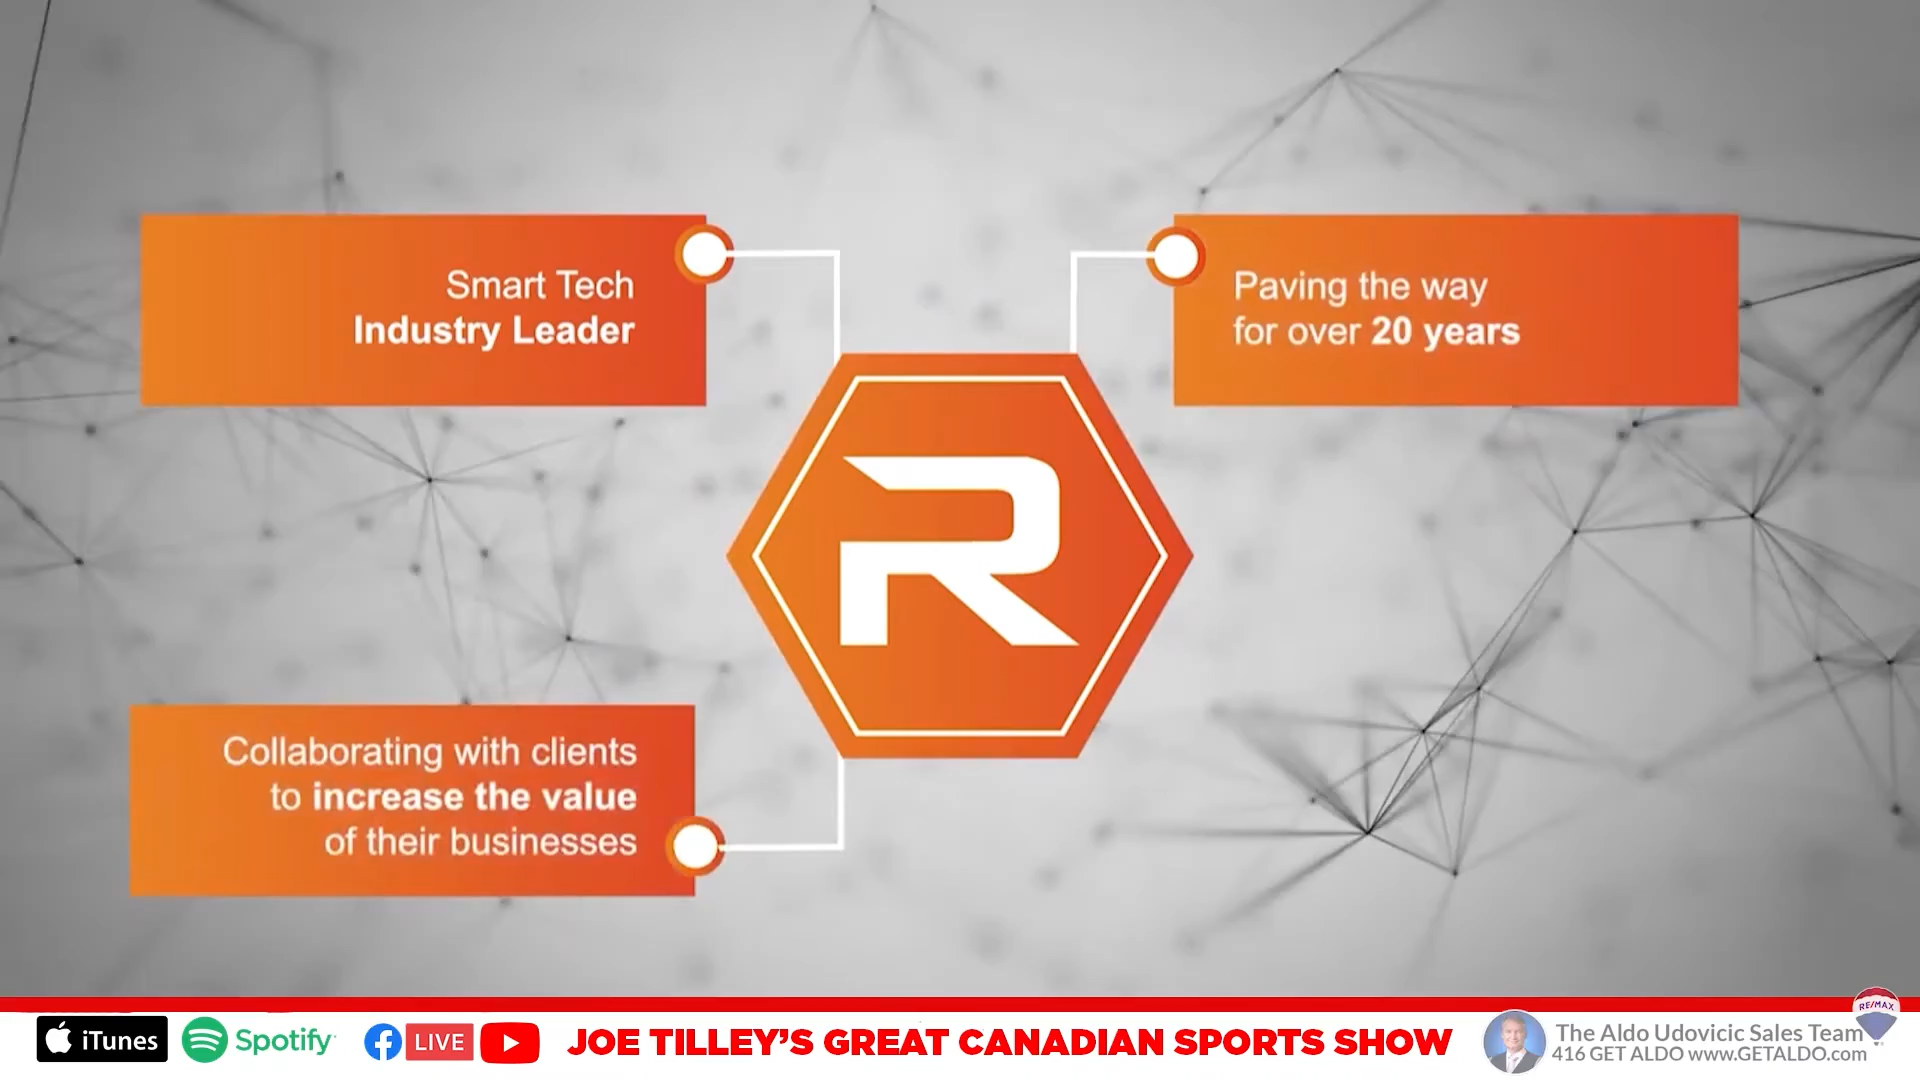 Smart Tech
Industry Leader
Paving the way
for over 20 years
R
Collaborating with clients
to increase the value
of their businesses
iTunes
Spotify
LIVE
JOE TILLEY'S GREAT CANADIAN SPORTS SHOW
RE/MAX
The Aldo Udovicic Sales Team
416 GET ALDO www.GETALDO.com